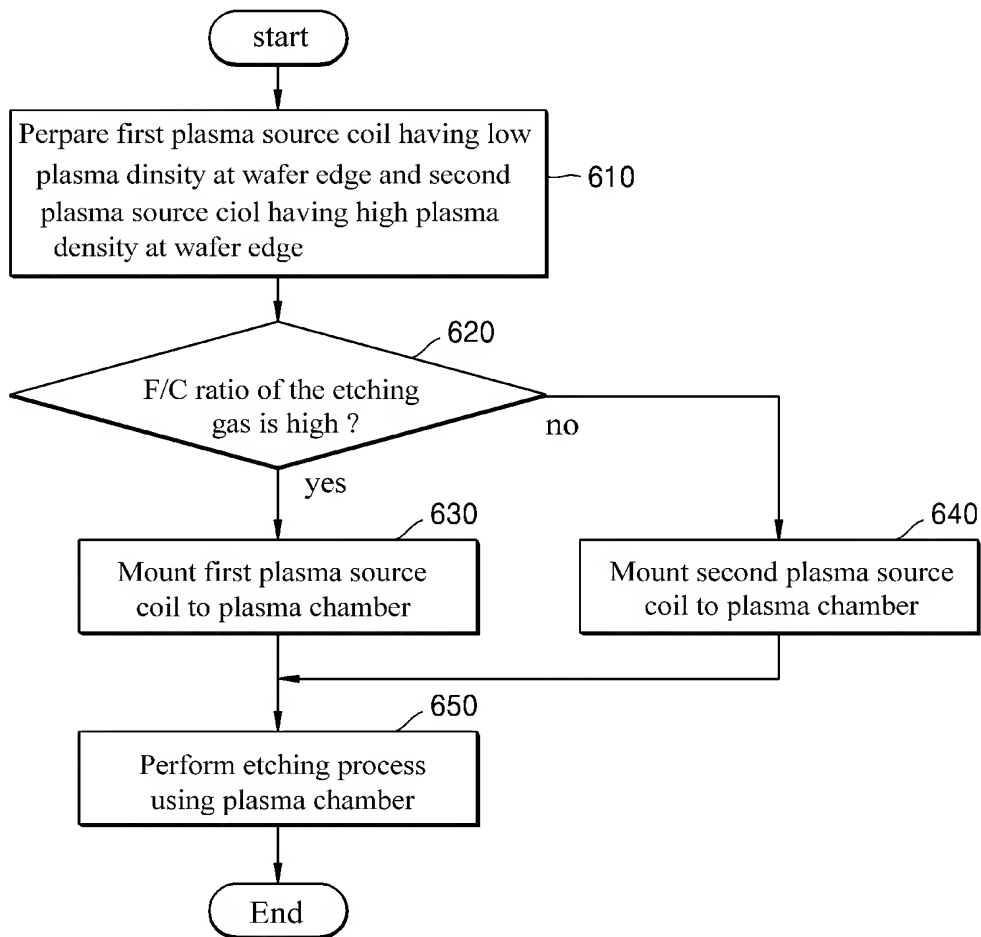 start
Perpare first plasma source coil having low
plasma dinsity at wafer edge and second
plasma source ciol having high plasma
density at wafer edge
610
620
F/C ratio of the etching
gas is high ?
no
yes
630
Mount first plasma source
coil to plasma chamber
640
Mount second plasma source
coil to plasma chamber
650
Perform etching process
using plasma chamber
End